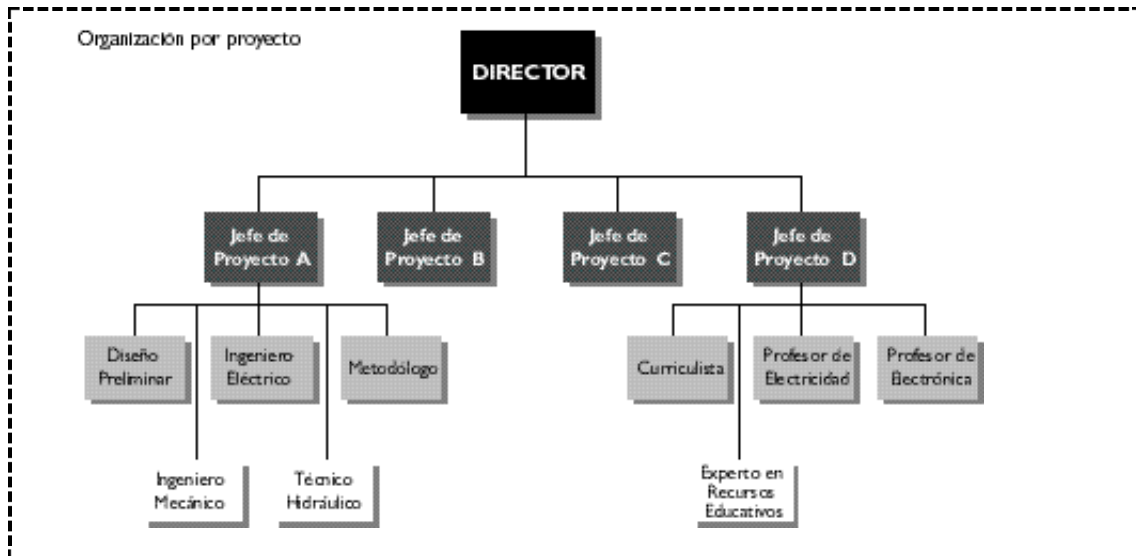 Organización por proyecto
DIRECTOR
Jefe de
Proyecto A
Jefe de
Proyecto B
Jefe de
Proyecto C
Jefe de
Proyecto D
Diseño
Preliminar
Ingeniero
Eléctrico
Metodólogo
Curriculista
Profesor de
Electricidad
Profesor de
Electrónica
Ingeniero
Mecánico
Técnico
Hidráulico
Experto en
Recursos
Educativos